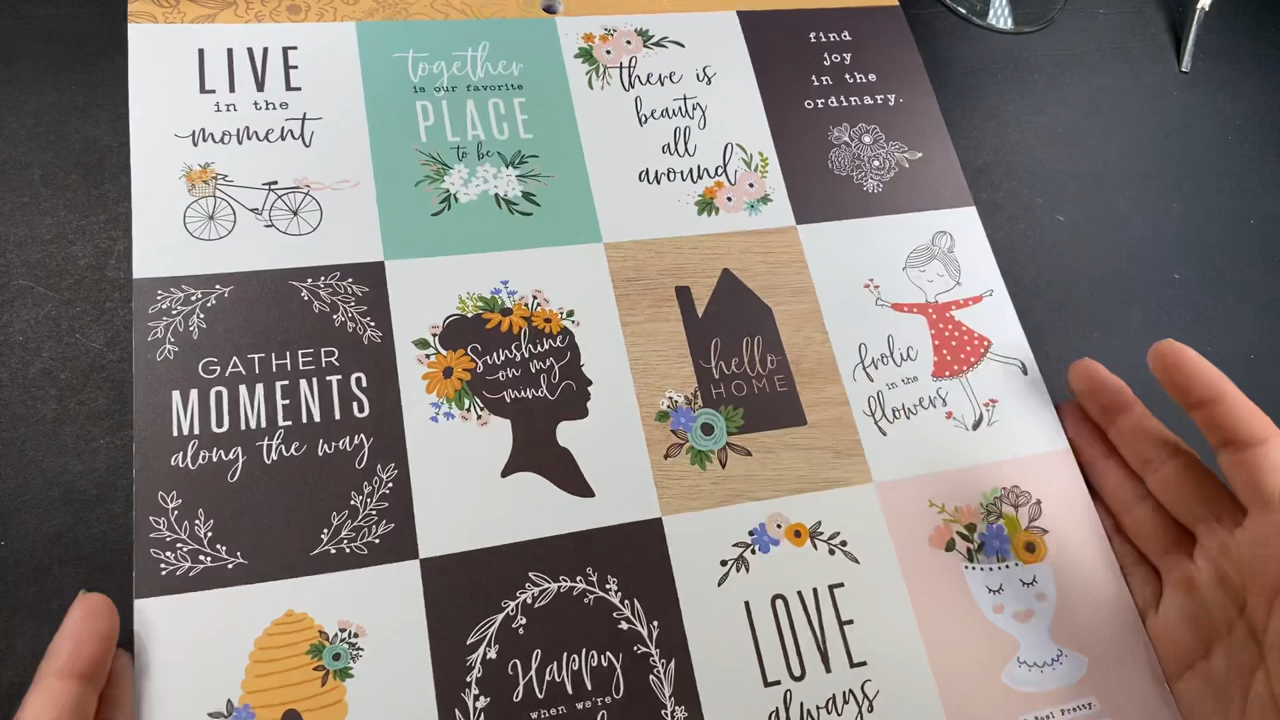 LIVE
in the
moment
together
is our favorite
PLACE
to be
there is
beauty
all
around
find
joy
in the
ordinary.
GATHER
MOMENTS
along the way
Sunshine
on my
mind
hello
HOME
frolic
in the
flowers
Happy
when we're
LOVE
always
Pretty.